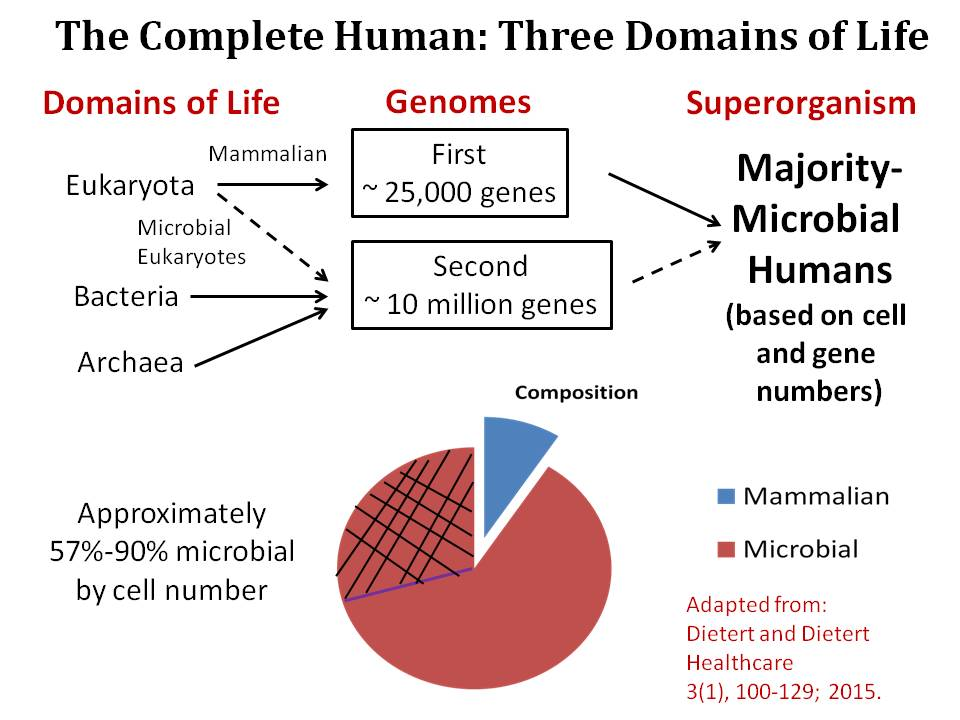 The Complete Human: Three Domains of Life
Domains of Life
Genomes
Superorganism
Mammalian
Eukaryota
Microbial
Eukaryotes
Bacteria
Archaea
First
~ 25,000 genes
Second
~ 10 million genes
Majority-
Microbial
Humans
(based on cell
and gene
numbers)
Composition
Approximately
57%-90% microbial
by cell number
Mammalian
Microbial
Adapted from:
Dietert and Dietert
Healthcare
3(1), 100-129; 2015.